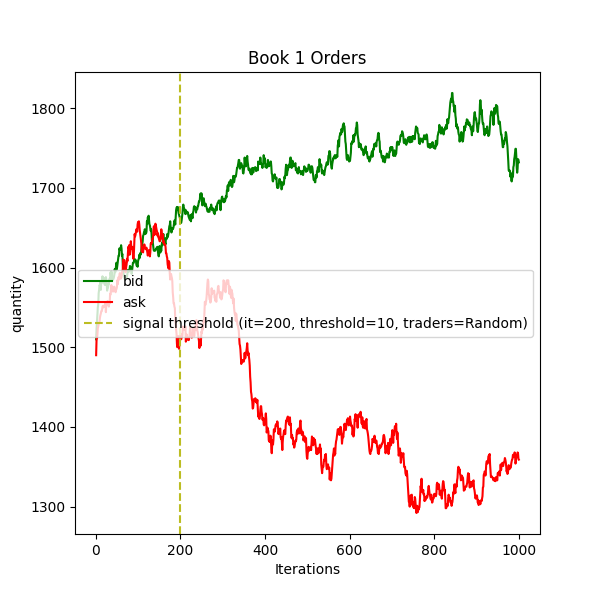 Book 1 Orders
quantity
1800
1700
1600
1500
1400
1300
bid
ask
signal threshold (it=200, threshold=10, traders=Random)
0 200 400 600 800 1000
Iterations